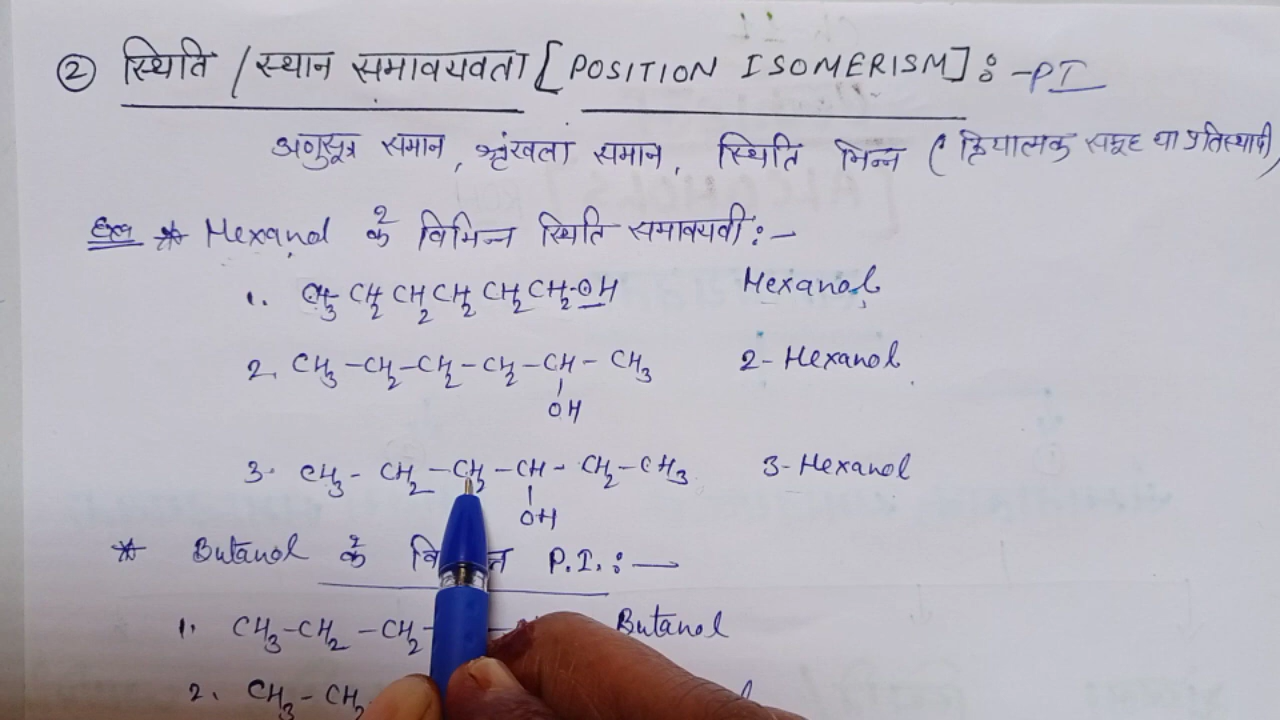 ② स्थिति / स्थान समावयवता [POSITION ISOMERISM] :- PI
अणुसूत्र समान, श्रृंखला समान, स्थिति भिन्न (क्रियात्मक समूह या प्रतिस्थापी)
* Hexanol के विभिन्न स्थिति समावयवी :-
1. CH3 CH2 CH2 CH2 CH2 CH2-OH Hexanol
2. CH3 -CH2 -CH2 - CH2 -CH - CH3 2-Hexanol
OH
3. CH3 - CH2 -CH2 -CH - CH2 -CH3 3-Hexanol
OH
* Butanol के P.I. :—
1. CH3-CH2 -CH2- Butanol
2. CH3 - CH2